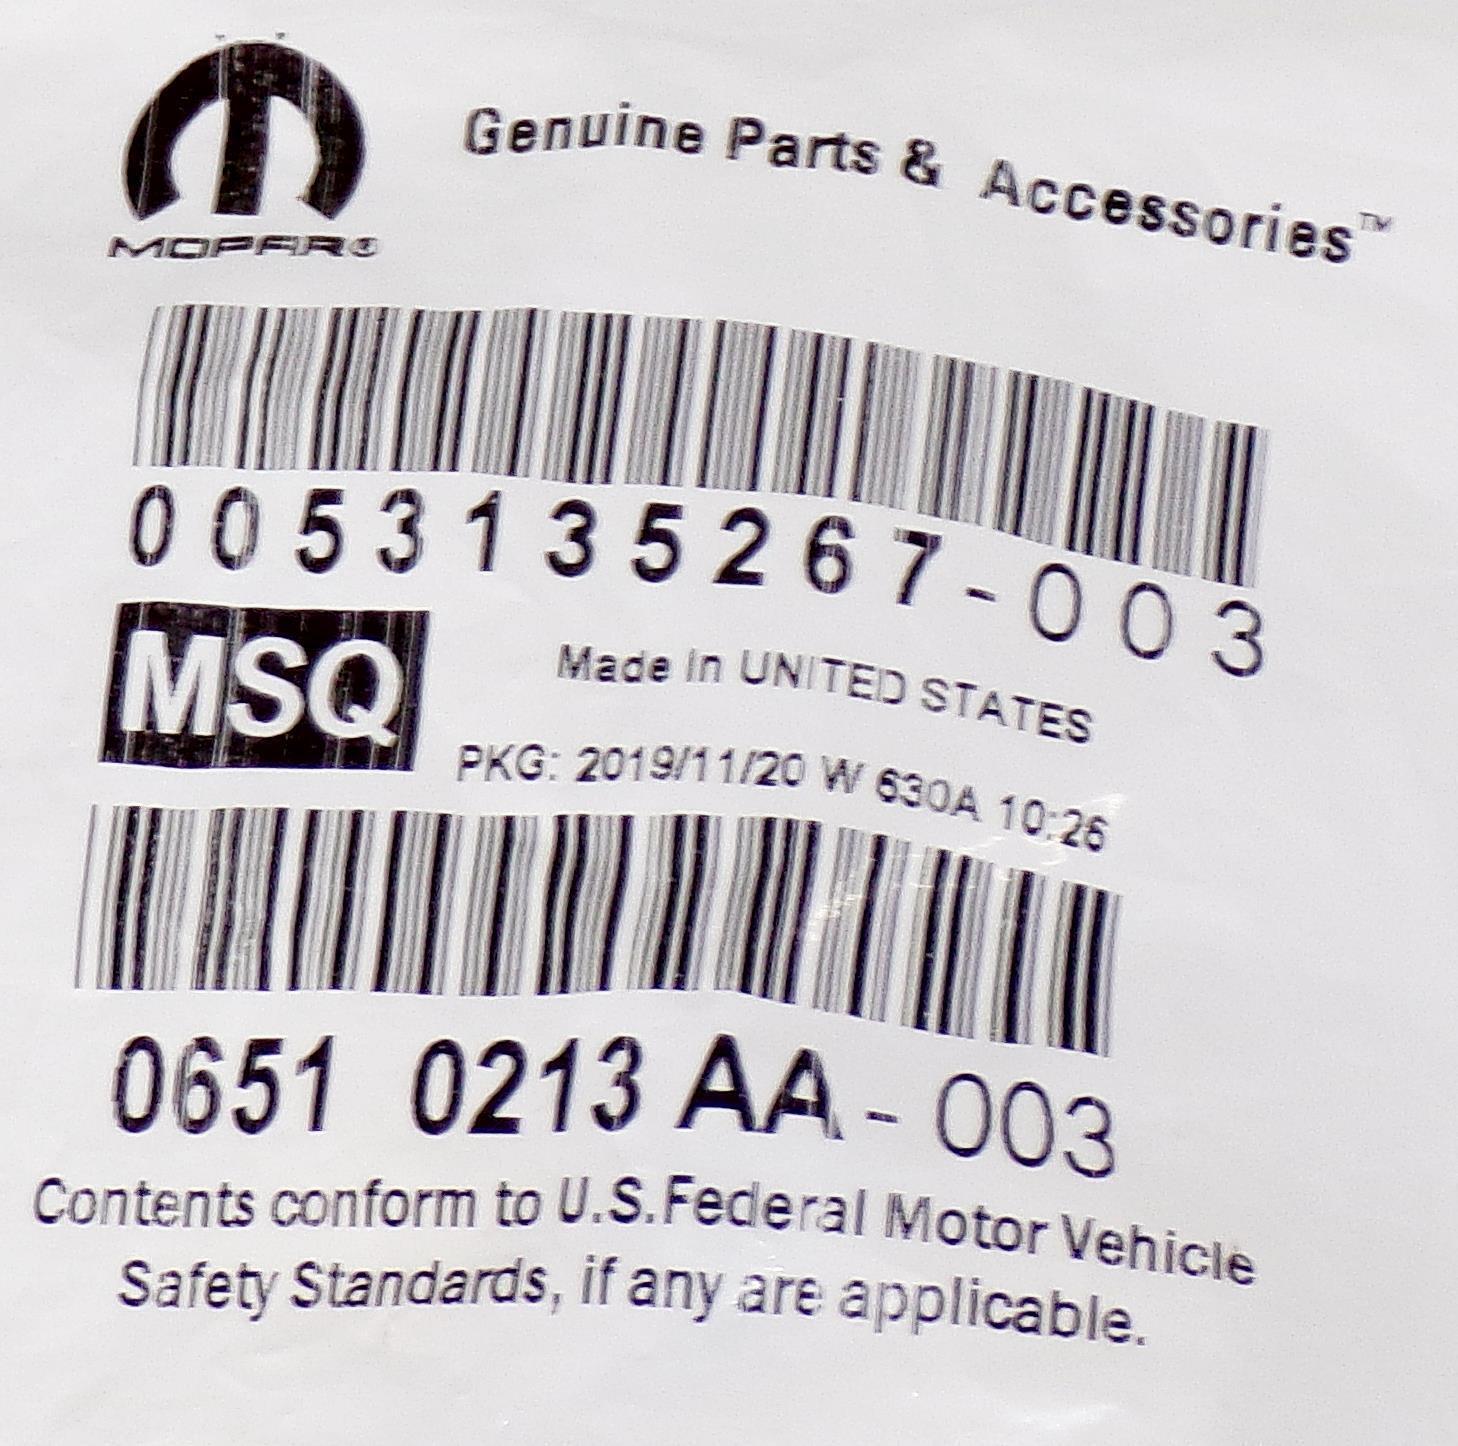 Genuine Parts & Accessories™
MOPAR®
0053135267-003
MSQ
Made In UNITED STATES
PKG: 2019/11/20 W 630A 10:26
0651 0213 AA-003
Contents conform to U.S.Federal Motor Vehicle
Safety Standards, if any are applicable.